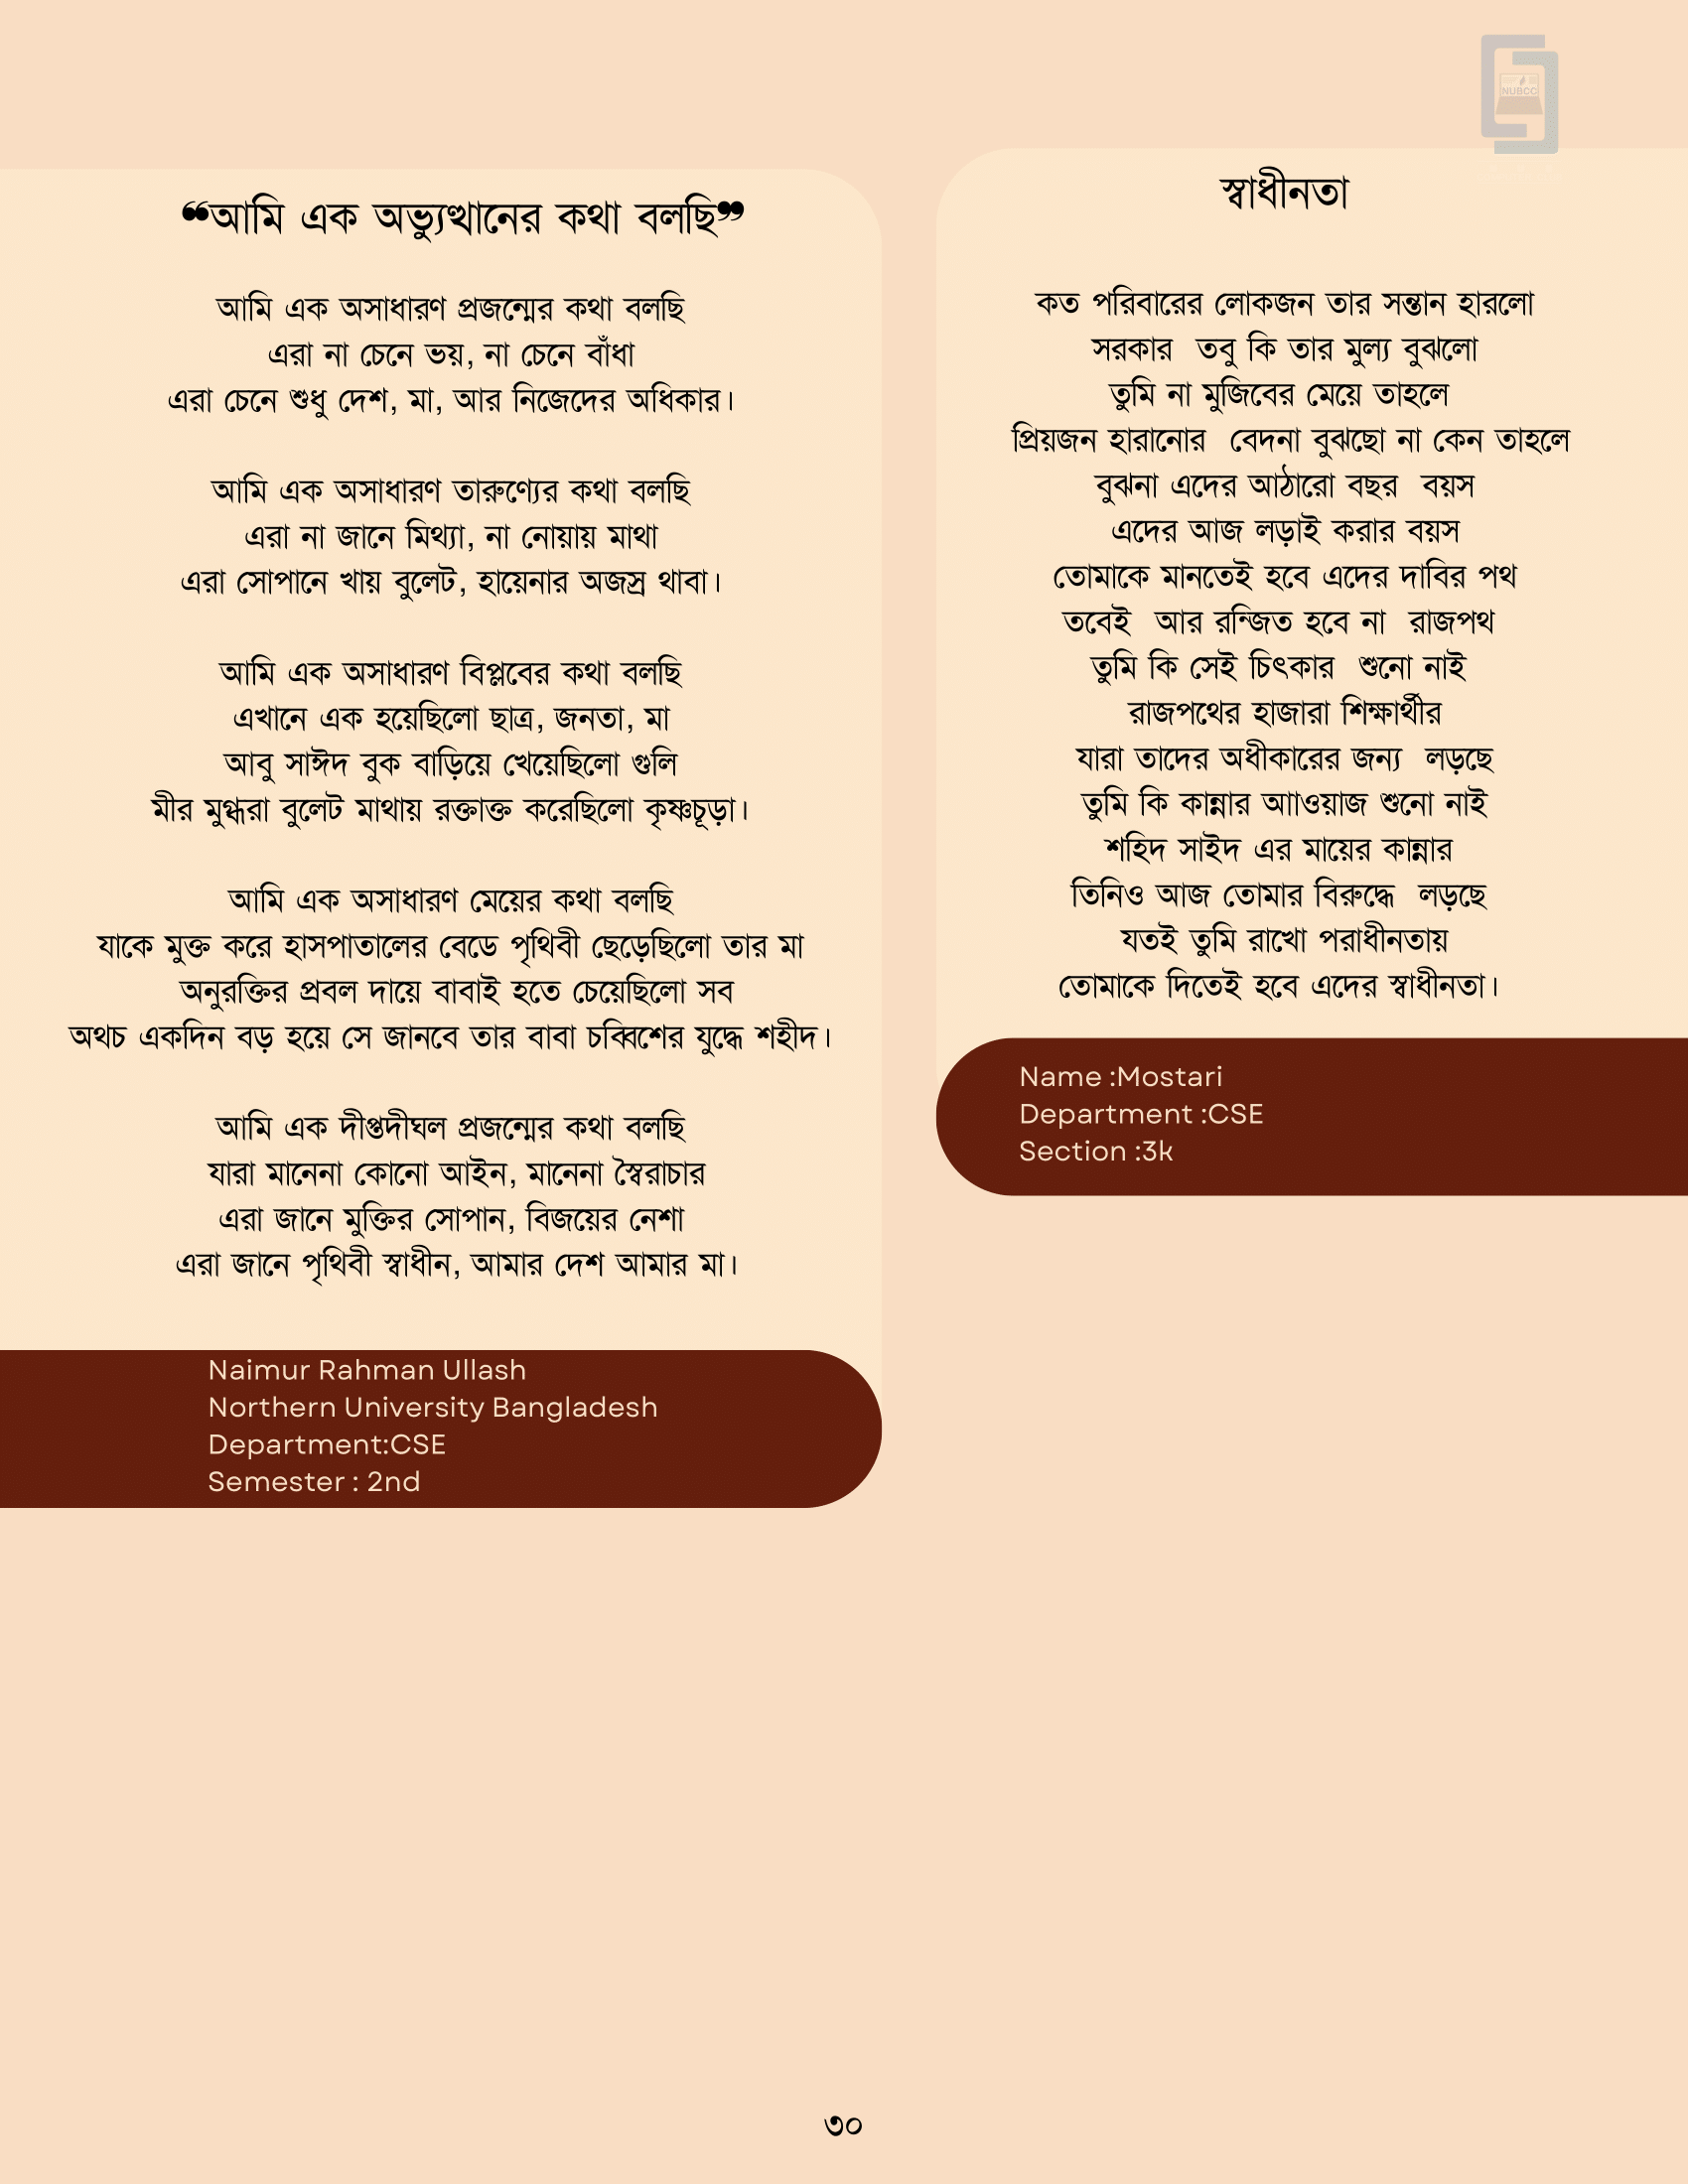 NUBCC
❝আমি এক অভ্যুত্থানের কথা বলছি❞
আমি এক অসাধারণ প্রজন্মের কথা বলছি
এরা না চেনে ভয়, না চেনে বাঁধা
এরা চেনে শুধু দেশ, মা, আর নিজেদের অধিকার।
আমি এক অসাধারণ তারুণ্যের কথা বলছি
এরা না জানে মিথ্যা, না নোয়ায় মাথা
এরা সোপানে খায় বুলেট, হায়েনার অজস্র থাবা।
আমি এক অসাধারণ বিপ্লবের কথা বলছি
এখানে এক হয়েছিলো ছাত্র, জনতা, মা
আবু সাঈদ বুক বাড়িয়ে খেয়েছিলো গুলি
মীর মুগ্ধরা বুলেট মাথায় রক্তাক্ত করেছিলো কৃষ্ণচূড়া।
আমি এক অসাধারণ মেয়ের কথা বলছি
যাকে মুক্ত করে হাসপাতালের বেডে পৃথিবী ছেড়েছিলো তার মা
অনুরক্তির প্রবল দায়ে বাবাই হতে চেয়েছিলো সব
অথচ একদিন বড় হয়ে সে জানবে তার বাবা চব্বিশের যুদ্ধে শহীদ।
আমি এক দীপ্তদীঘল প্রজন্মের কথা বলছি
যারা মানেনা কোনো আইন, মানেনা স্বৈরাচার
এরা জানে মুক্তির সোপান, বিজয়ের নেশা
এরা জানে পৃথিবী স্বাধীন, আমার দেশ আমার মা।
Naimur Rahman Ullash
Northern University Bangladesh
Department:CSE
Semester : 2nd
স্বাধীনতা
কত পরিবারের লোকজন তার সন্তান হারলো
সরকার  তবু কি তার মুল্য বুঝলো
তুমি না মুজিবের মেয়ে তাহলে
প্রিয়জন হারানোর  বেদনা বুঝছো না কেন তাহলে
বুঝনা এদের আঠারো বছর  বয়স
এদের আজ লড়াই করার বয়স
তোমাকে মানতেই হবে এদের দাবির পথ
তবেই  আর রন্জিত হবে না  রাজপথ
তুমি কি সেই চিৎকার  শুনো নাই
রাজপথের হাজারা শিক্ষার্থীর
যারা তাদের অধীকারের জন্য  লড়ছে
তুমি কি কান্নার আাওয়াজ শুনো নাই
শহিদ সাইদ এর মায়ের কান্নার
তিনিও আজ তোমার বিরুদ্ধে  লড়ছে
যতই তুমি রাখো পরাধীনতায়
তোমাকে দিতেই হবে এদের স্বাধীনতা।
Name :Mostari
Department :CSE
Section :3k
৩০